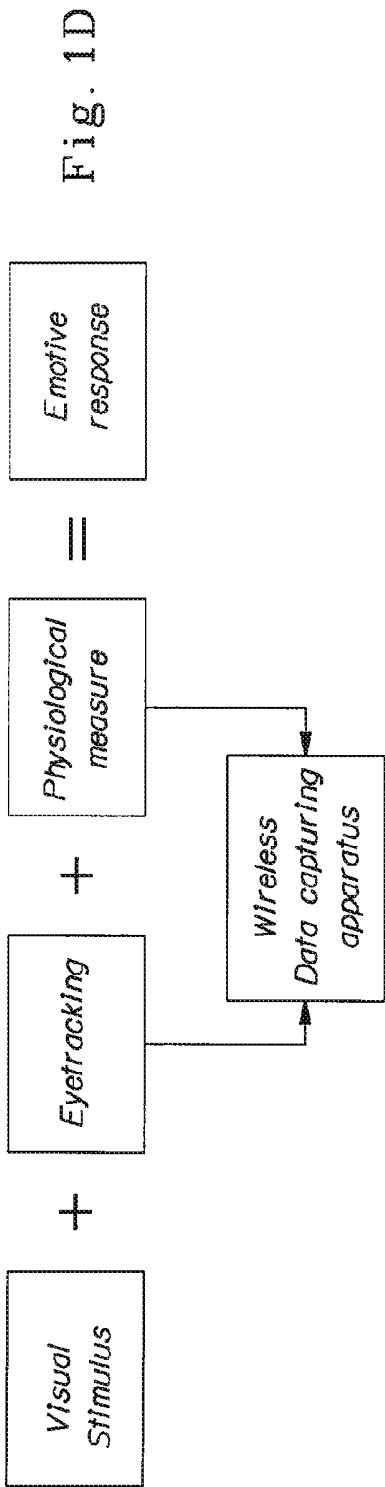 Visual
Stimulus
+
Eyetracking
+
Physiological
measure
=
Emotive
response
Wireless
Data capturing
apparatus
Fig. 1D